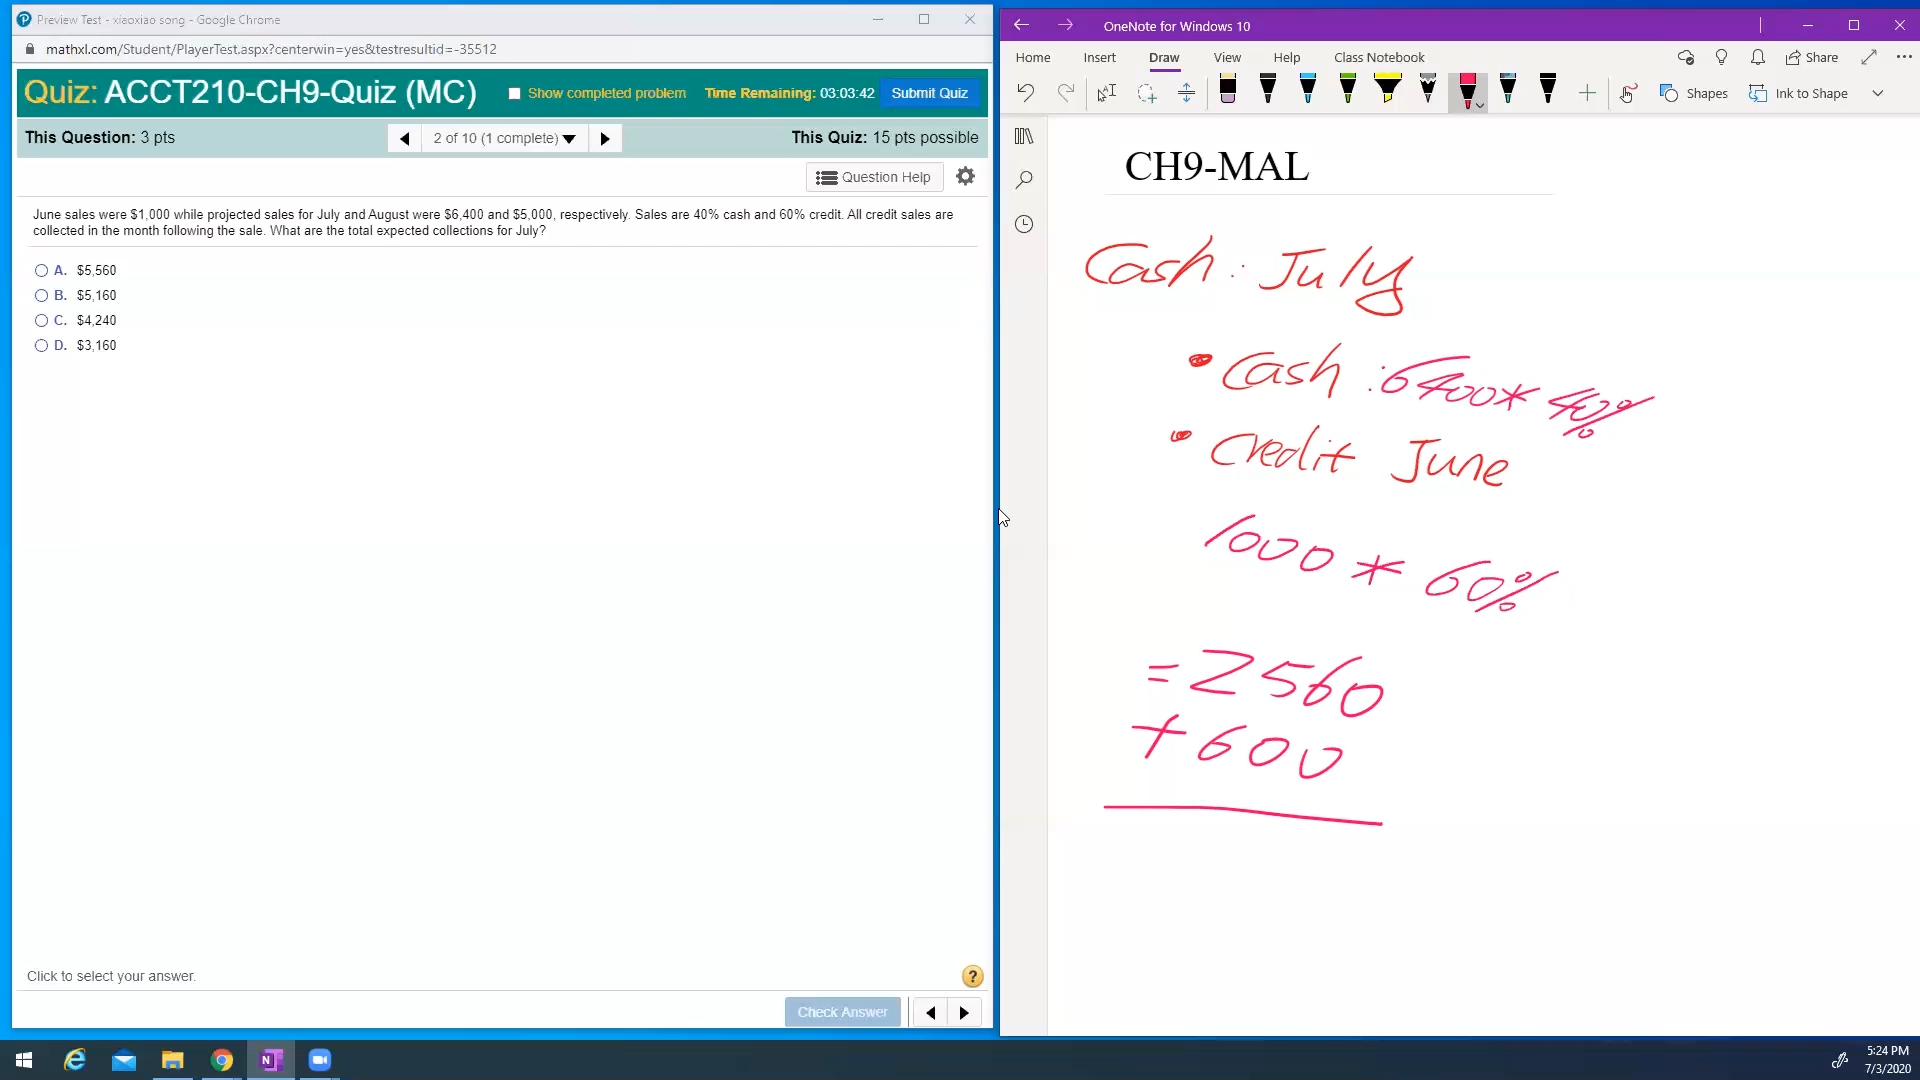 Preview Test - xiaoxiao song - Google Chrome
mathxl.com/Student/PlayerTest.aspx?centerwin=yes&testresultid=-35512
Quiz: ACCT210-CH9-Quiz (MC)
Show completed problem
Time Remaining: 03:03:42
Submit Quiz
This Question: 3 pts
2 of 10 (1 complete)
This Quiz: 15 pts possible
Question Help
June sales were $1,000 while projected sales for July and August were $6,400 and $5,000, respectively. Sales are 40% cash and 60% credit. All credit sales are
collected in the month following the sale. What are the total expected collections for July?
A. $5,560
B. $5,160
C. $4,240
D. $3,160
Click to select your answer.
?
Check Answer
OneNote for Windows 10
Home Insert Draw View Help Class Notebook
Share
Shapes
Ink to Shape
CH9-MAL
Cash: July
• Cash: 6400 * 40%
• Credit June
1000 * 60%
= 2560
+ 600
5:24 PM
7/3/2020